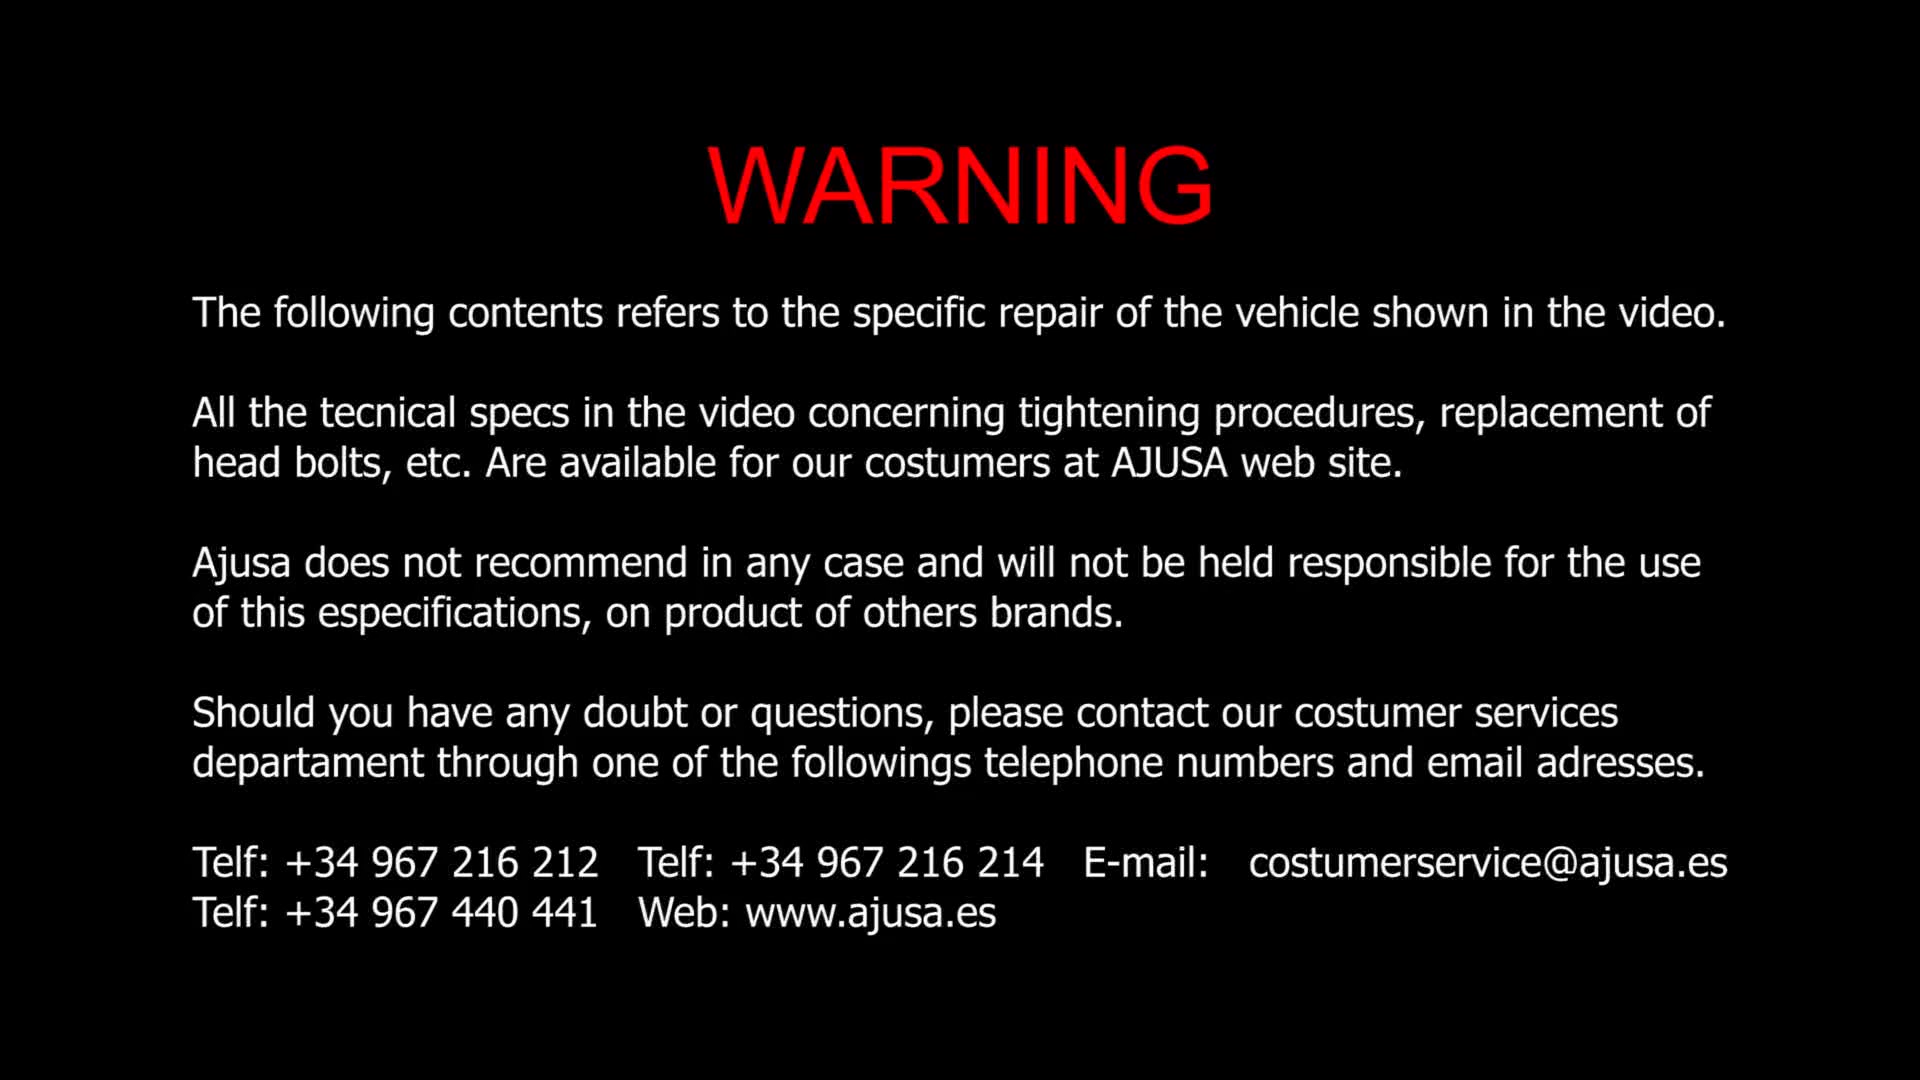 WARNING
The following contents refers to the specific repair of the vehicle shown in the video.
All the tecnical specs in the video concerning tightening procedures, replacement of
head bolts, etc. Are available for our costumers at AJUSA web site.
Ajusa does not recommend in any case and will not be held responsible for the use
of this especifications, on product of others brands.
Should you have any doubt or questions, please contact our costumer services
departament through one of the followings telephone numbers and email adresses.
Telf: +34 967 216 212 Telf: +34 967 216 214 E-mail: costumerservice@ajusa.es
Telf: +34 967 440 441 Web: www.ajusa.es